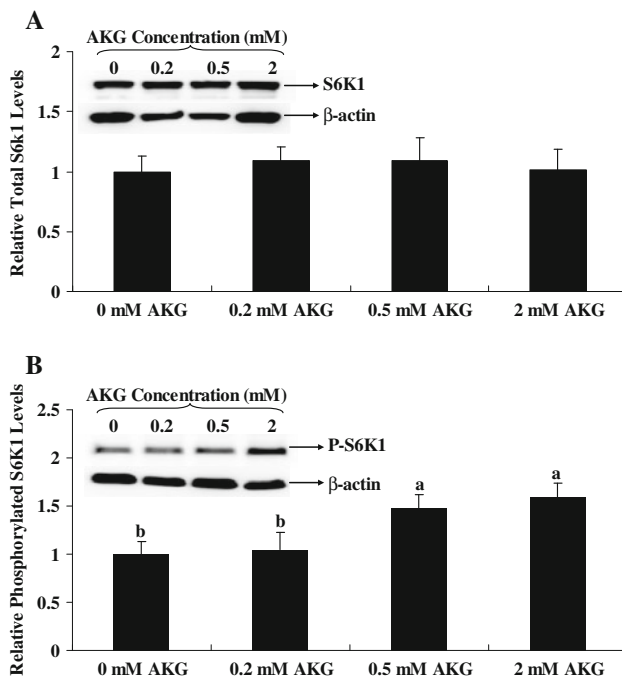 A
AKG Concentration (mM)
0 0.2 0.5 2
S6K1
β-actin
Relative Total S6k1 Levels
2
1.5
1
0.5
0
0 mM AKG 0.2 mM AKG 0.5 mM AKG 2 mM AKG
B
AKG Concentration (mM)
0 0.2 0.5 2
P-S6K1
β-actin
Relative Phosphorylated S6K1 Levels
2.5
2
1.5
1
0.5
0
b b a a
0 mM AKG 0.2 mM AKG 0.5 mM AKG 2 mM AKG